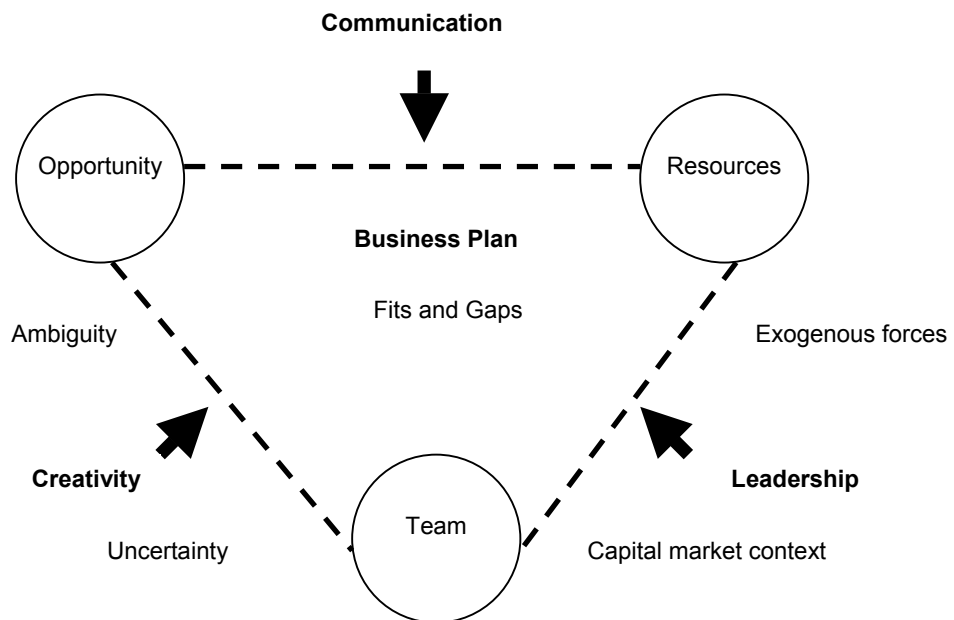 Communication
Opportunity
Resources
Business Plan
Fits and Gaps
Ambiguity
Exogenous forces
Creativity
Leadership
Team
Uncertainty
Capital market context